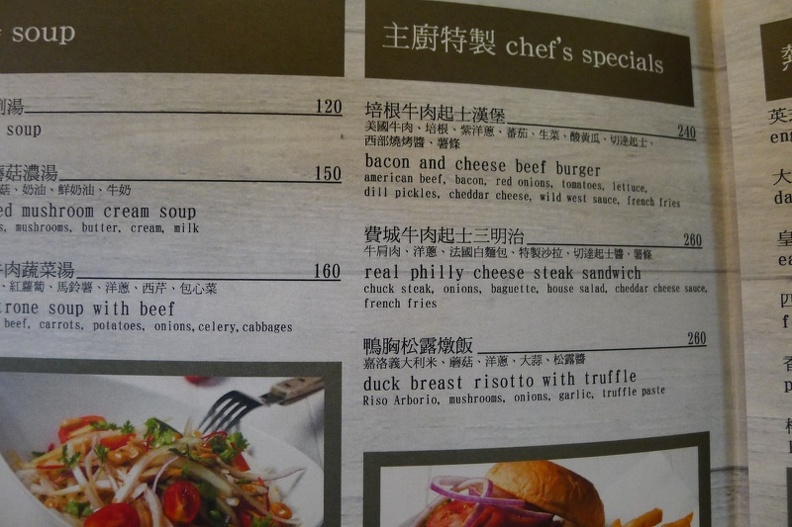 soup
湯 120
soup
蘑菇濃湯 150
菇、奶油、鮮奶油、牛奶
mushroom cream soup
mushrooms, butter, cream, milk
牛肉蔬菜湯 160
、紅蘿蔔、馬鈴薯、洋蔥、西芹、包心菜
soup with beef
beef, carrots, potatoes, onions,celery,cabbages
主廚特製 chef's specials
培根牛肉起士漢堡 240
美國牛肉、培根、紫洋蔥、蕃茄、生菜、酸黃瓜、切達起士、
西部燒烤醬、薯條
bacon and cheese beef burger
american beef, bacon, red onions, tomatoes, lettuce,
dill pickles, cheddar cheese, wild west sauce, french fries
費城牛肉起士三明治 260
牛肩肉、洋蔥、法國白麵包、特製沙拉、切達起士醬、薯條
real philly cheese steak sandwich
chuck steak, onions, baguette, house salad, cheddar cheese sauce,
french fries
鴨胸松露燉飯 260
嘉洛義大利米、蘑菇、洋蔥、大蒜、松露醬
duck breast risotto with truffle
Riso Arborio, mushrooms, onions, garlic, truffle paste